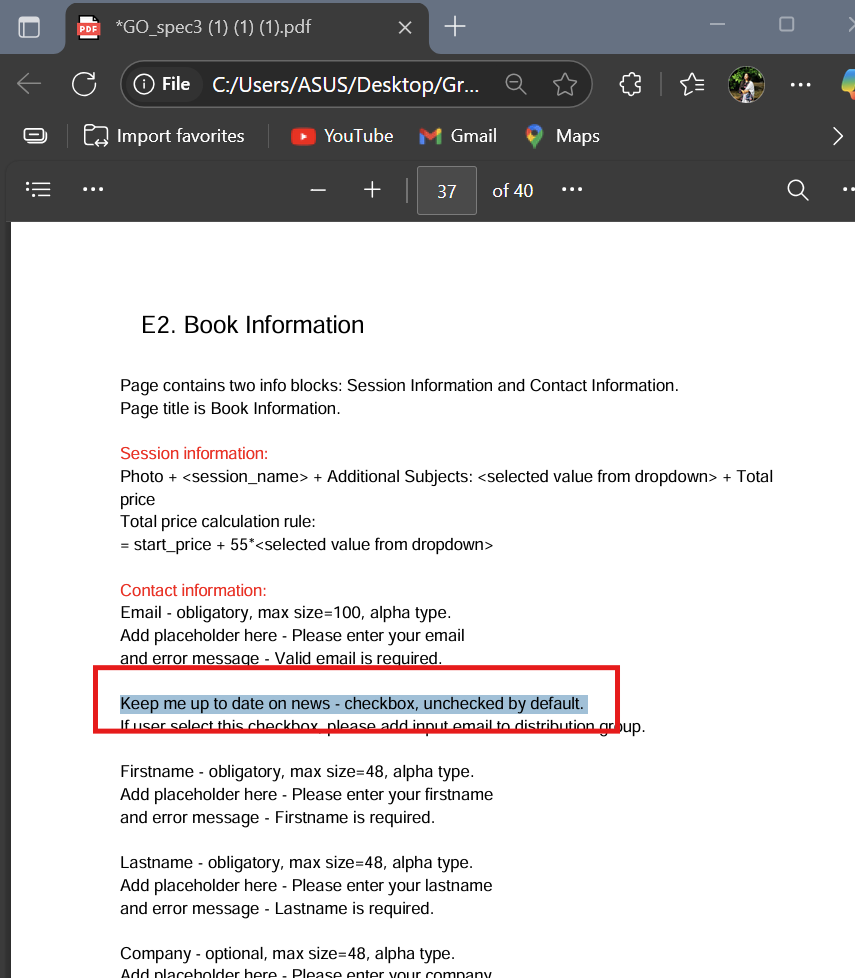 *GO_spec3 (1) (1) (1).pdf
File
C:/Users/ASUS/Desktop/Gr...
Import favorites
YouTube
Gmail
Maps
37
of 40
E2. Book Information
Page contains two info blocks: Session Information and Contact Information.
Page title is Book Information.
Session information:
Photo + <session_name> + Additional Subjects: <selected value from dropdown> + Total
price
Total price calculation rule:
= start_price + 55*<selected value from dropdown>
Contact information:
Email - obligatory, max size=100, alpha type.
Add placeholder here - Please enter your email
and error message - Valid email is required.
Keep me up to date on news - checkbox, unchecked by default.
If user select this checkbox, please add input email to distribution group.
Firstname - obligatory, max size=48, alpha type.
Add placeholder here - Please enter your firstname
and error message - Firstname is required.
Lastname - obligatory, max size=48, alpha type.
Add placeholder here - Please enter your lastname
and error message - Lastname is required.
Company - optional, max size=48, alpha type.
Add placeholder here - Please enter your company